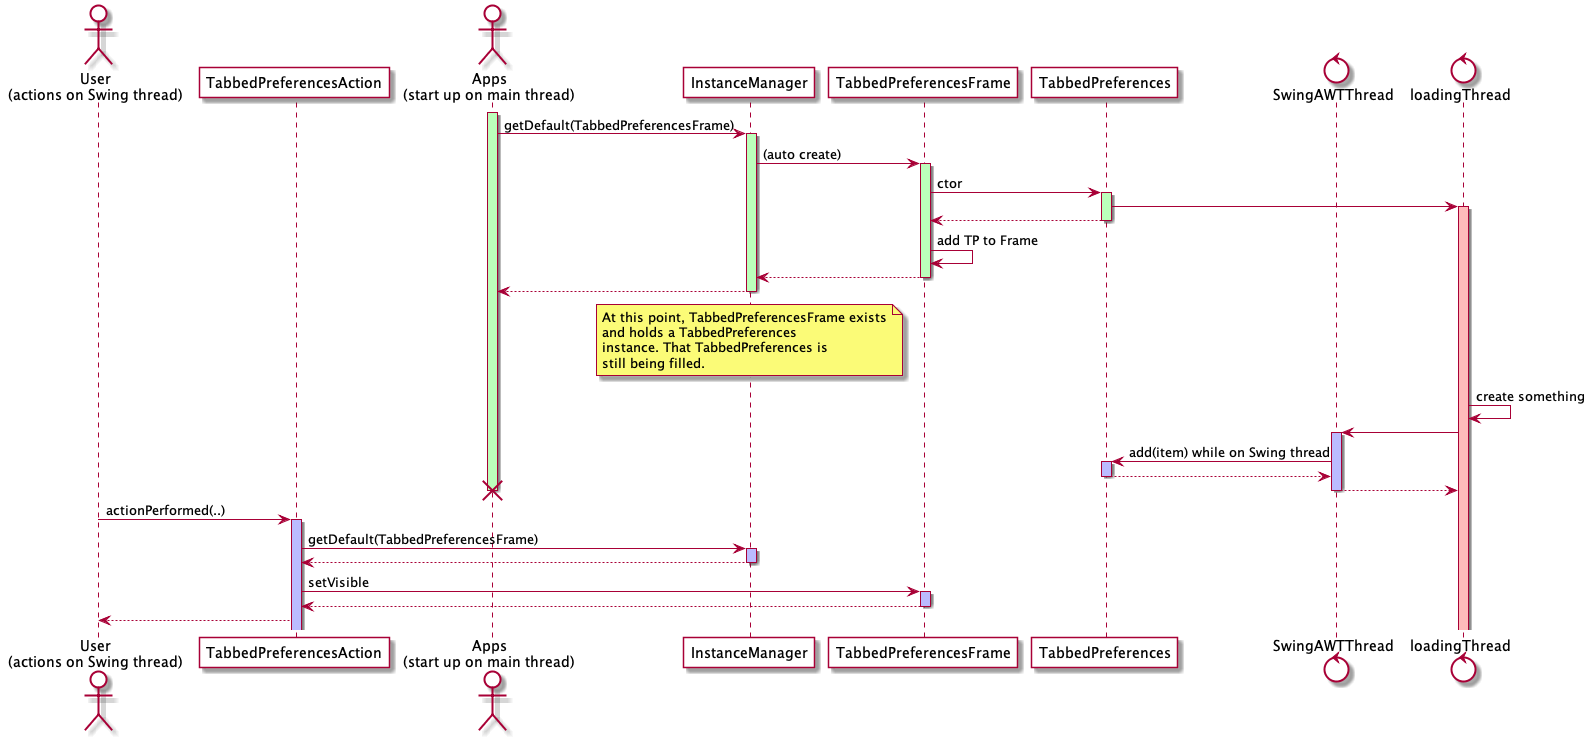 User
(actions on Swing thread)
TabbedPreferencesAction
Apps
(start up on main thread)
InstanceManager
TabbedPreferencesFrame
TabbedPreferences
SwingAWTThread
loadingThread
getDefault(TabbedPreferencesFrame)
(auto create)
ctor
add TP to Frame
At this point, TabbedPreferencesFrame exists
and holds a TabbedPreferences
instance. That TabbedPreferences is
still being filled.
create something
add(item) while on Swing thread
actionPerformed(..)
getDefault(TabbedPreferencesFrame)
setVisible
User
(actions on Swing thread)
TabbedPreferencesAction
Apps
(start up on main thread)
InstanceManager
TabbedPreferencesFrame
TabbedPreferences
SwingAWTThread
loadingThread